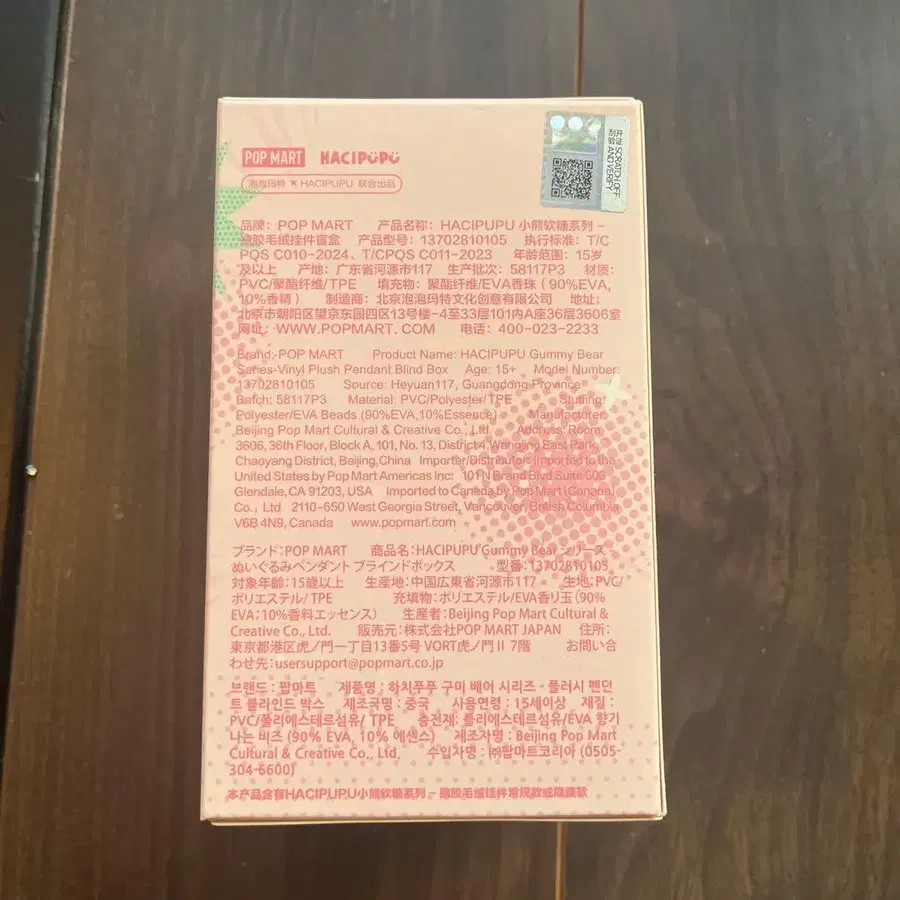 POP MART HACIPUPU
泡泡玛特 × HACIPUPU 联合出品
刮开验证 SCRATCH OFF AND VERIFY
品牌：POP MART 产品名称：HACIPUPU 小熊软糖系列 –
搪胶毛绒挂件盲盒 产品型号：13702810105 执行标准：T/C
PQS C010-2024、T/CPQS C011-2023 年龄范围：15岁
及以上 产地：广东省河源市117 生产批次：58117P3 材质：
PVC/聚酯纤维/TPE 填充物：聚酯纤维/EVA香珠（90%EVA,
10%香精） 制造商：北京泡泡玛特文化创意有限公司 地址：
北京市朝阳区望京东园四区13号楼-4至33层101内A座36层3606室
网址：WWW.POPMART.COM 电话：400-023-2233
Brand: POP MART Product Name: HACIPUPU Gummy Bear
Series-Vinyl Plush Pendant Blind Box Age: 15+ Model Number:
13702810105 Source: Heyuan117, Guangdong Province
Batch: 58117P3 Material: PVC/Polyester/TPE Stuffing:
Polyester/EVA Beads (90%EVA,10%Essence) Manufacturer:
Beijing Pop Mart Cultural & Creative Co., Ltd. Address: Room
3606, 36th Floor, Block A, 101, No. 13, District 4, Wangjing East Park,
Chaoyang District, Beijing,China Importer/Distributor: Imported to the
United States by Pop Mart Americas Inc: 101 N Brand Blvd Suite 600
Glendale, CA 91203, USA Imported to Canada by Pop Mart (Canada)
Co., Ltd 2110-650 West Georgia Street, Vancouver, British Columbia
V6B 4N9, Canada www.popmart.com
ブランド：POP MART 商品名：HACIPUPU Gummy Bear シリーズ
ぬいぐるみペンダント ブラインドボックス 型番：13702810105
対象年齢：15歳以上 生産地：中国広東省河源市117 生地：PVC/
ポリエステル/ TPE 充填物：ポリエステル/EVA香り玉（90%
EVA；10%香料エッセンス） 生産者：Beijing Pop Mart Cultural &
Creative Co., Ltd. 販売元：株式会社POP MART JAPAN 住所：
東京都港区虎ノ門一丁目13番5号 VORT虎ノ門Ⅱ 7階 お問い合
わせ先：usersupport@popmart.co.jp
브랜드 : 팝마트 제품명 : 하치푸푸 구미 베어 시리즈 - 플러시 펜던
트 블라인드 박스 제조국명 : 중국 사용연령 : 15세이상 재질 :
PVC/폴리에스테르섬유/ TPE 충전재: 폴리에스테르섬유/EVA 향기
나는 비즈 (90% EVA, 10% 에센스) 제조자명 : Beijing Pop Mart
Cultural & Creative Co., Ltd. 수입자명 : ㈜팝마트코리아 (0505-
304-6600)
本产品含有HACIPUPU小熊软糖系列 – 搪胶毛绒挂件常规款或隐藏款